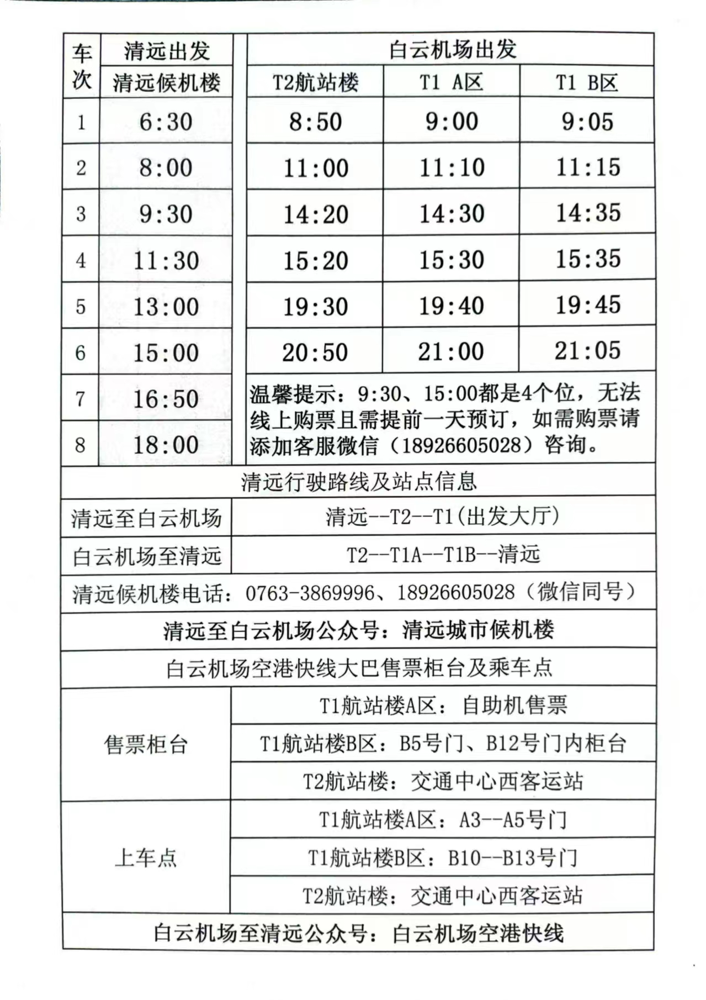 车次 清远出发 白云机场出发
清远候机楼 T2航站楼 T1 A区 T1 B区
1 6:30 8:50 9:00 9:05
2 8:00 11:00 11:10 11:15
3 9:30 14:20 14:30 14:35
4 11:30 15:20 15:30 15:35
5 13:00 19:30 19:40 19:45
6 15:00 20:50 21:00 21:05
7 16:50
8 18:00
温馨提示：9:30、15:00都是4个位，无法
线上购票且需提前一天预订，如需购票请
添加客服微信（18926605028）咨询。
清远行驶路线及站点信息
清远至白云机场 清远--T2--T1(出发大厅)
白云机场至清远 T2--T1A--T1B--清远
清远候机楼电话：0763-3869996、18926605028（微信同号）
清远至白云机场公众号：清远城市候机楼
白云机场空港快线大巴售票柜台及乘车点
售票柜台
T1航站楼A区：自助机售票
T1航站楼B区：B5号门、B12号门内柜台
T2航站楼：交通中心西客运站
上车点
T1航站楼A区：A3--A5号门
T1航站楼B区：B10--B13号门
T2航站楼：交通中心西客运站
白云机场至清远公众号：白云机场空港快线